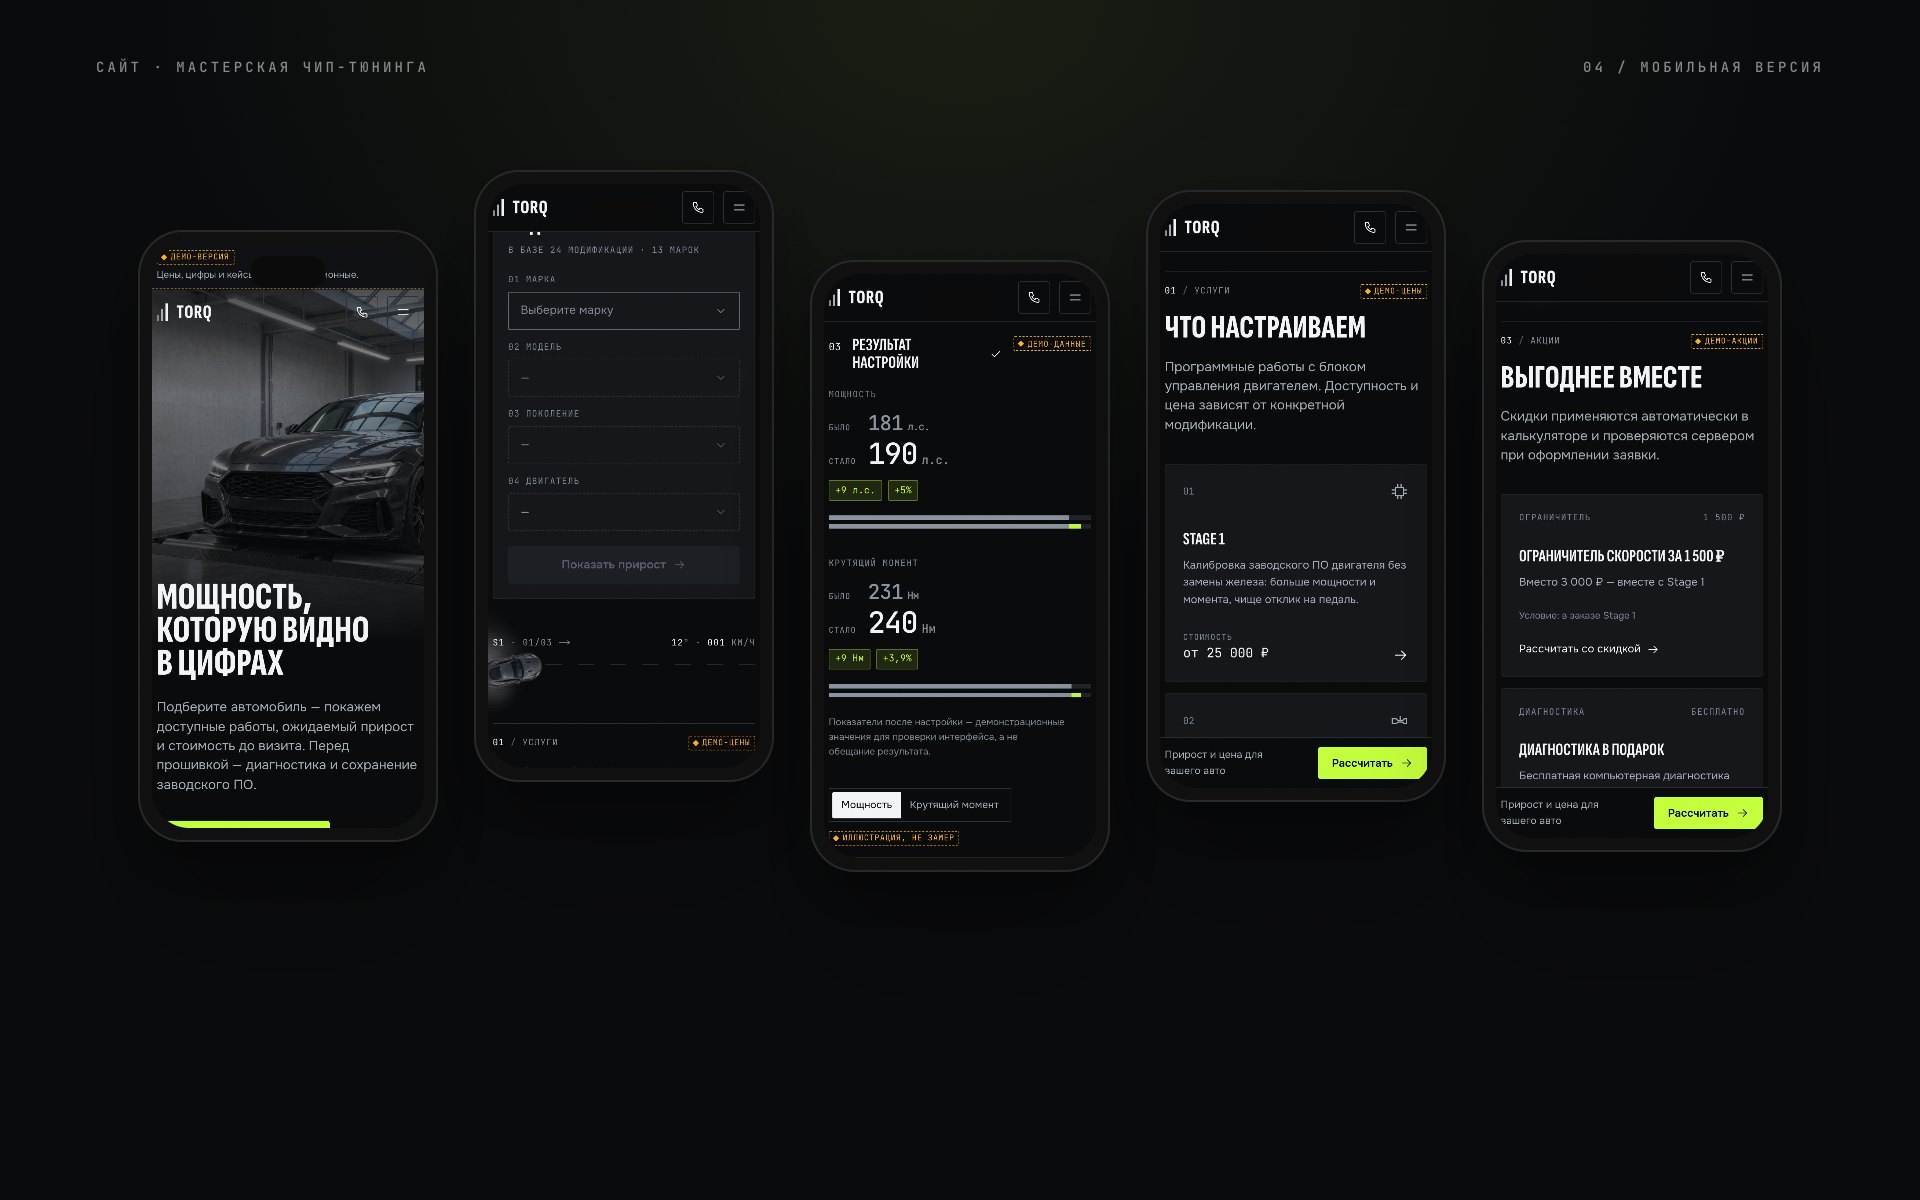 САЙТ · МАСТЕРСКАЯ ЧИП-ТЮНИНГА
04 / МОБИЛЬНАЯ ВЕРСИЯ
ДЕМО-ВЕРСИЯ
Цены, цифры и кейсы
TORQ
МОЩНОСТЬ,
КОТОРУЮ ВИДНО
В ЦИФРАХ
Подберите автомобиль — покажем
доступные работы, ожидаемый прирост
и стоимость до визита. Перед
прошивкой — диагностика и сохранение
заводского ПО.
TORQ
В БАЗЕ 24 МОДИФИКАЦИИ · 13 МАРОК
01 МАРКА
Выберите марку
02 МОДЕЛЬ
—
03 ПОКОЛЕНИЕ
—
04 ДВИГАТЕЛЬ
—
Показать прирост →
S1 · 01/03 →
12° · 001 КМ/Ч
01 / УСЛУГИ
ДЕМО-ЦЕНЫ
TORQ
03 РЕЗУЛЬТАТ
НАСТРОЙКИ
ДЕМО-ДАННЫЕ
МОЩНОСТЬ
БЫЛО 181 л.с.
СТАЛО 190 л.с.
+9 л.с. +5%
КРУТЯЩИЙ МОМЕНТ
БЫЛО 231 Нм
СТАЛО 240 Нм
+9 Нм +3,9%
Показатели после настройки — демонстрационные
значения для проверки интерфейса, а не
обещание результата.
Мощность Крутящий момент
ИЛЛЮСТРАЦИЯ, НЕ ЗАМЕР
TORQ
01 / УСЛУГИ
ДЕМО-ЦЕНЫ
ЧТО НАСТРАИВАЕМ
Программные работы с блоком
управления двигателем. Доступность и
цена зависят от конкретной
модификации.
01
STAGE 1
Калибровка заводского ПО двигателя без
замены железа: больше мощности и
момента, чище отклик на педаль.
СТОИМОСТЬ
от 25 000 ₽ →
02
Прирост и цена для
вашего авто
Рассчитать →
TORQ
03 / АКЦИИ
ДЕМО-АКЦИИ
ВЫГОДНЕЕ ВМЕСТЕ
Скидки применяются автоматически в
калькуляторе и проверяются сервером
при оформлении заявки.
ОГРАНИЧИТЕЛЬ
1 500 ₽
ОГРАНИЧИТЕЛЬ СКОРОСТИ ЗА 1 500 ₽
Вместо 3 000 ₽ — вместе с Stage 1
Условие: в заказе Stage 1
Рассчитать со скидкой →
ДИАГНОСТИКА
БЕСПЛАТНО
ДИАГНОСТИКА В ПОДАРОК
Бесплатная компьютерная диагностика
Прирост и цена для
вашего авто
Рассчитать →